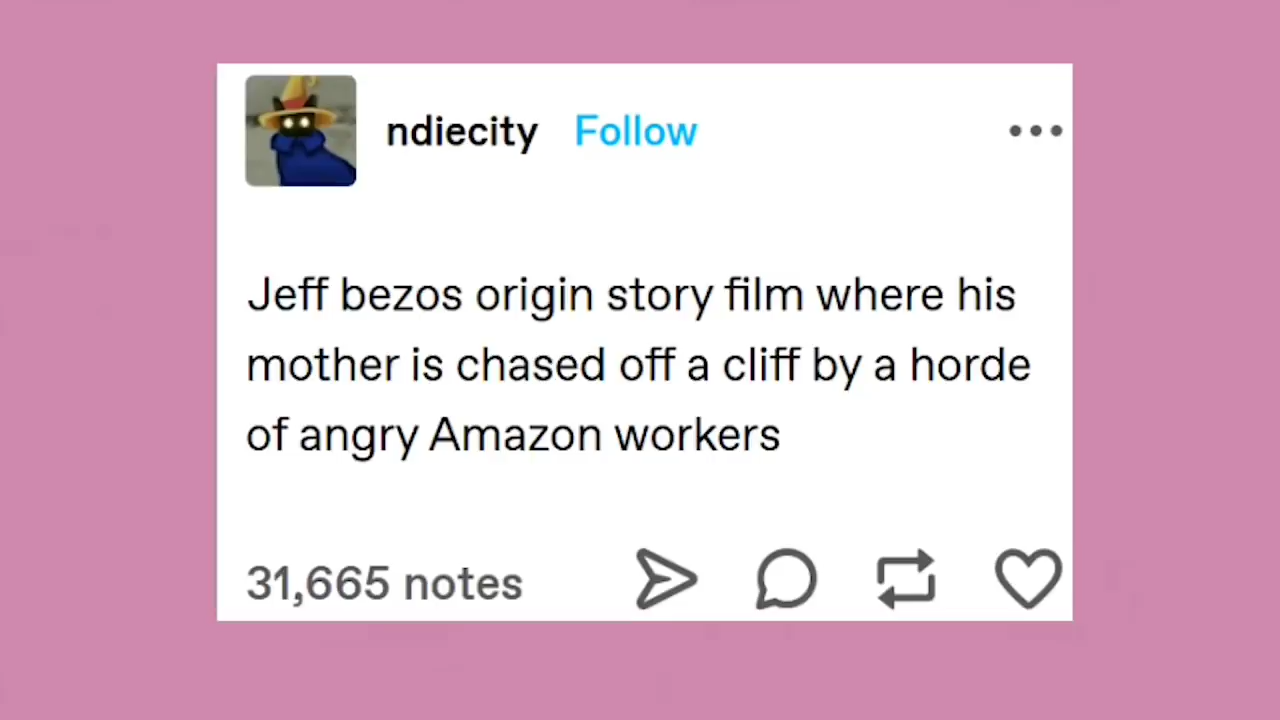 ndiecity Follow
Jeff bezos origin story film where his
mother is chased off a cliff by a horde
of angry Amazon workers
31,665 notes